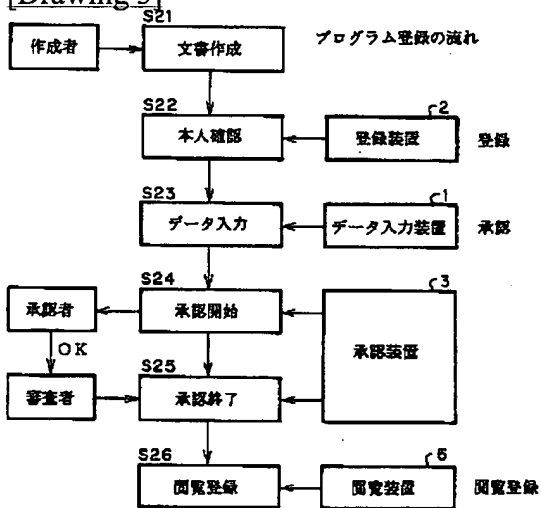 [Drawing 5]
S21
作成者
文書作成
プログラム登録の流れ
S22
2
本人確認
登録装置
登録
S23
1
データ入力
データ入力装置
承認
S24
3
承認者
承認開始
承認装置
OK
S25
審査者
承認終了
S26
5
閲覧登録
閲覧装置
閲覧登録